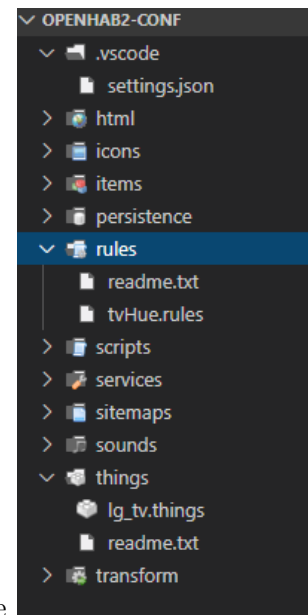 OPENHAB2-CONF
.vscode
settings.json
html
icons
items
persistence
rules
readme.txt
tvHue.rules
scripts
services
sitemaps
sounds
things
lg_tv.things
readme.txt
e
transform